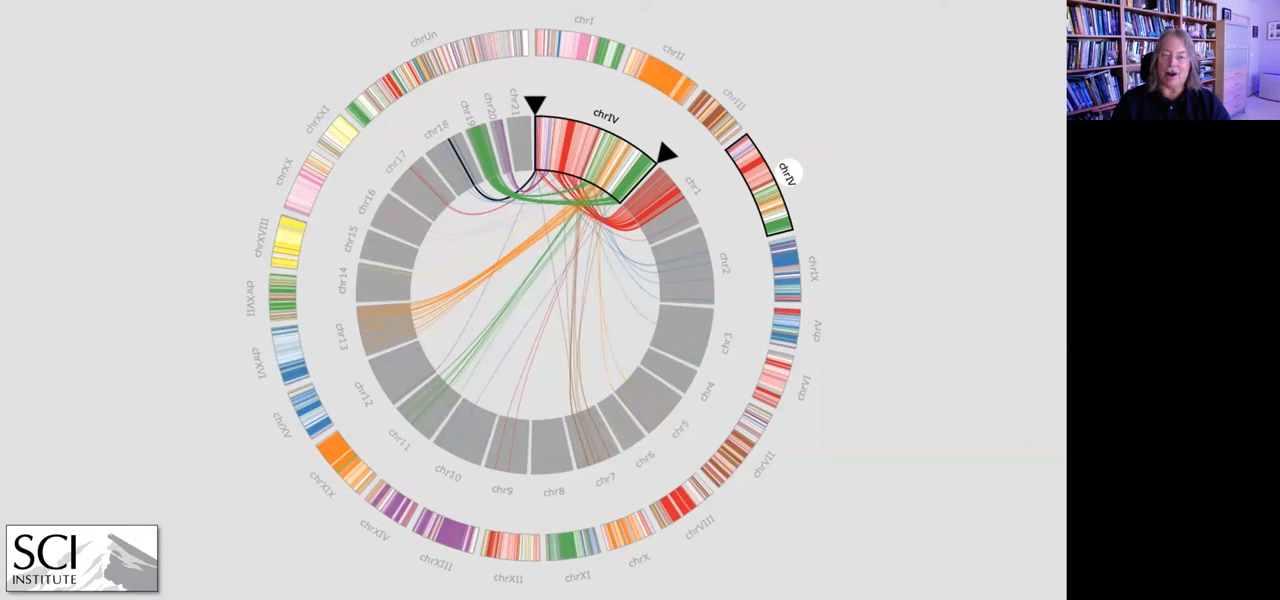 chrI
chrII
chrIII
chrIV
chrIX
chrV
chrVI
chrVII
chrVIII
chrX
chrXI
chrXII
chrXIII
chrXIV
chrXIX
chrXV
chrXVI
chrXVII
chrXVIII
chrXX
chrXXI
chrUn
chrIV
chr1
chr2
chr3
chr4
chr5
chr6
chr7
chr8
chr9
chr10
chr11
chr12
chr13
chr14
chr15
chr16
chr17
chr18
chr19
chr20
chr21
SCI
INSTITUTE